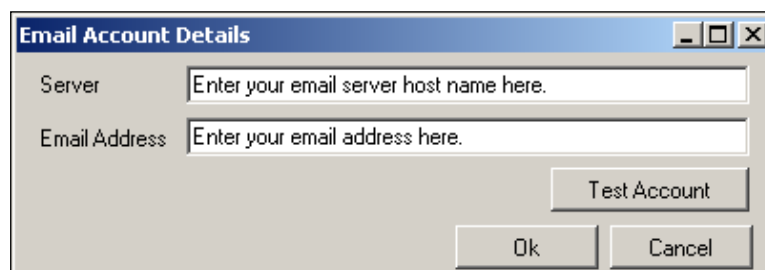 Email Account Details
Server Enter your email server host name here.
Email Address Enter your email address here.
Test Account
Ok Cancel